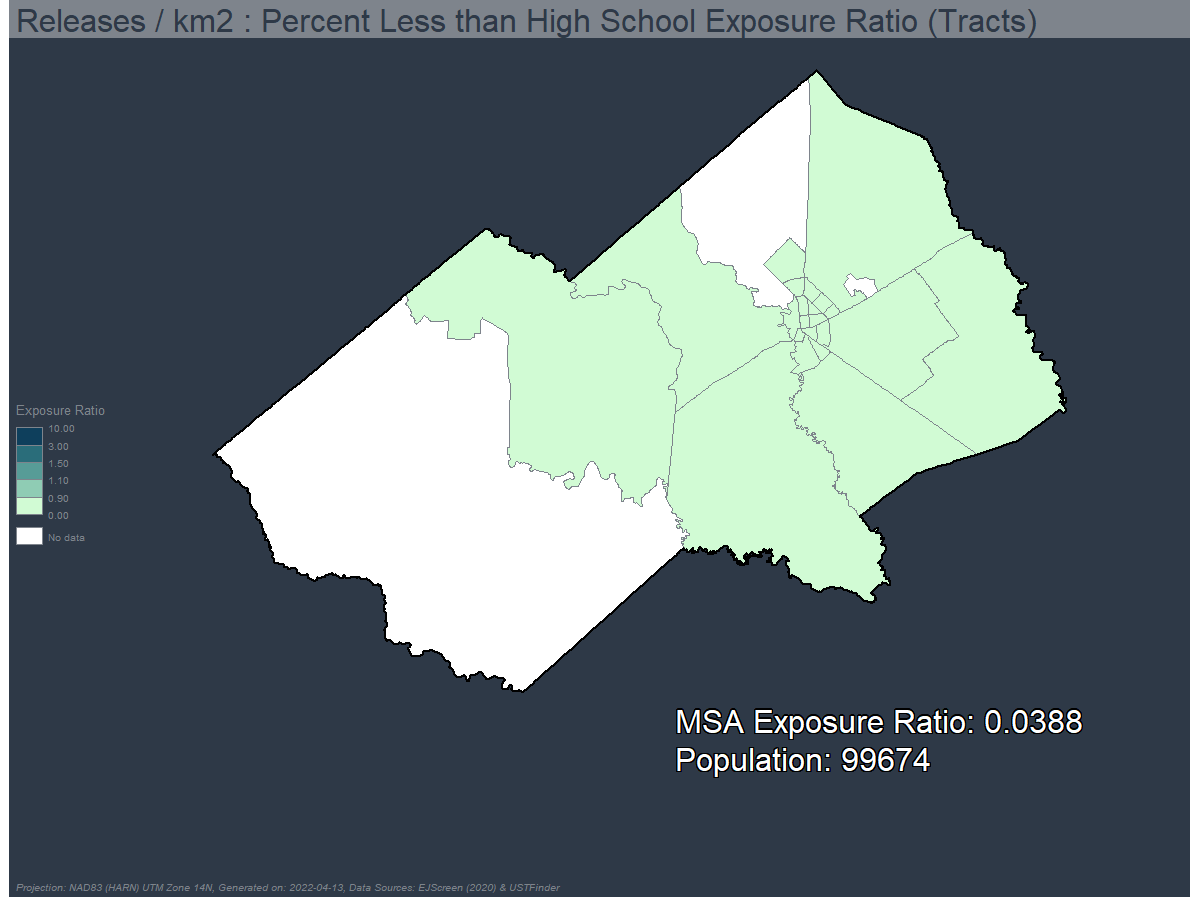 Releases / km2 : Percent Less than High School Exposure Ratio (Tracts)
Exposure Ratio
10.00
3.00
1.50
1.10
0.90
0.00
No data
MSA Exposure Ratio: 0.0388
Population: 99674
Projection: NAD83 (HARN) UTM Zone 14N, Generated on: 2022-04-13, Data Sources: EJScreen (2020) & USTFinder